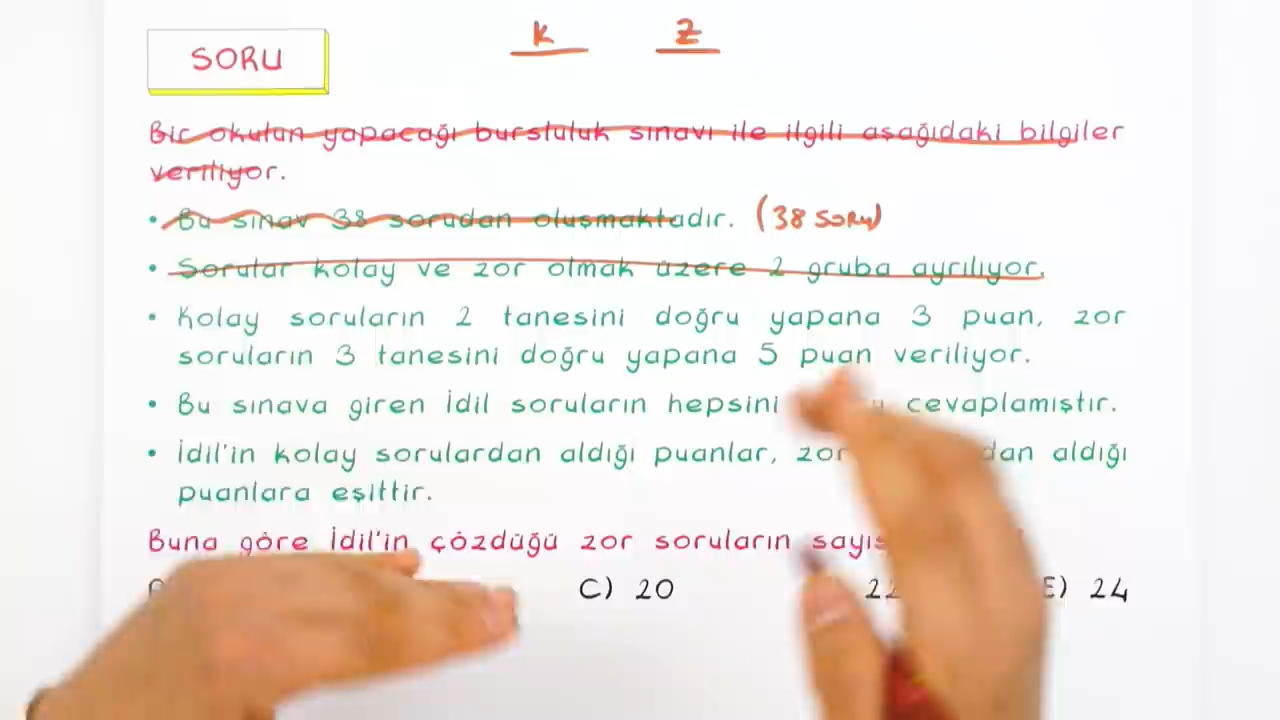 K Z
SORU
Bir okulun yapacağı bursluluk sınavı ile ilgili aşağıdaki bilgiler
veriliyor.
• Bu sınav 38 sorudan oluşmaktadır. (38 SORU)
• Sorular kolay ve zor olmak üzere 2 gruba ayrılıyor.
• Kolay soruların 2 tanesini doğru yapana 3 puan, zor
soruların 3 tanesini doğru yapana 5 puan veriliyor.
• Bu sınava giren İdil soruların hepsini cevaplamıştır.
• İdil'in kolay sorulardan aldığı puanlar, zor aldığı
puanlara eşittir.
Buna göre İdil'in çözdüğü zor soruların
C) 20 E) 24